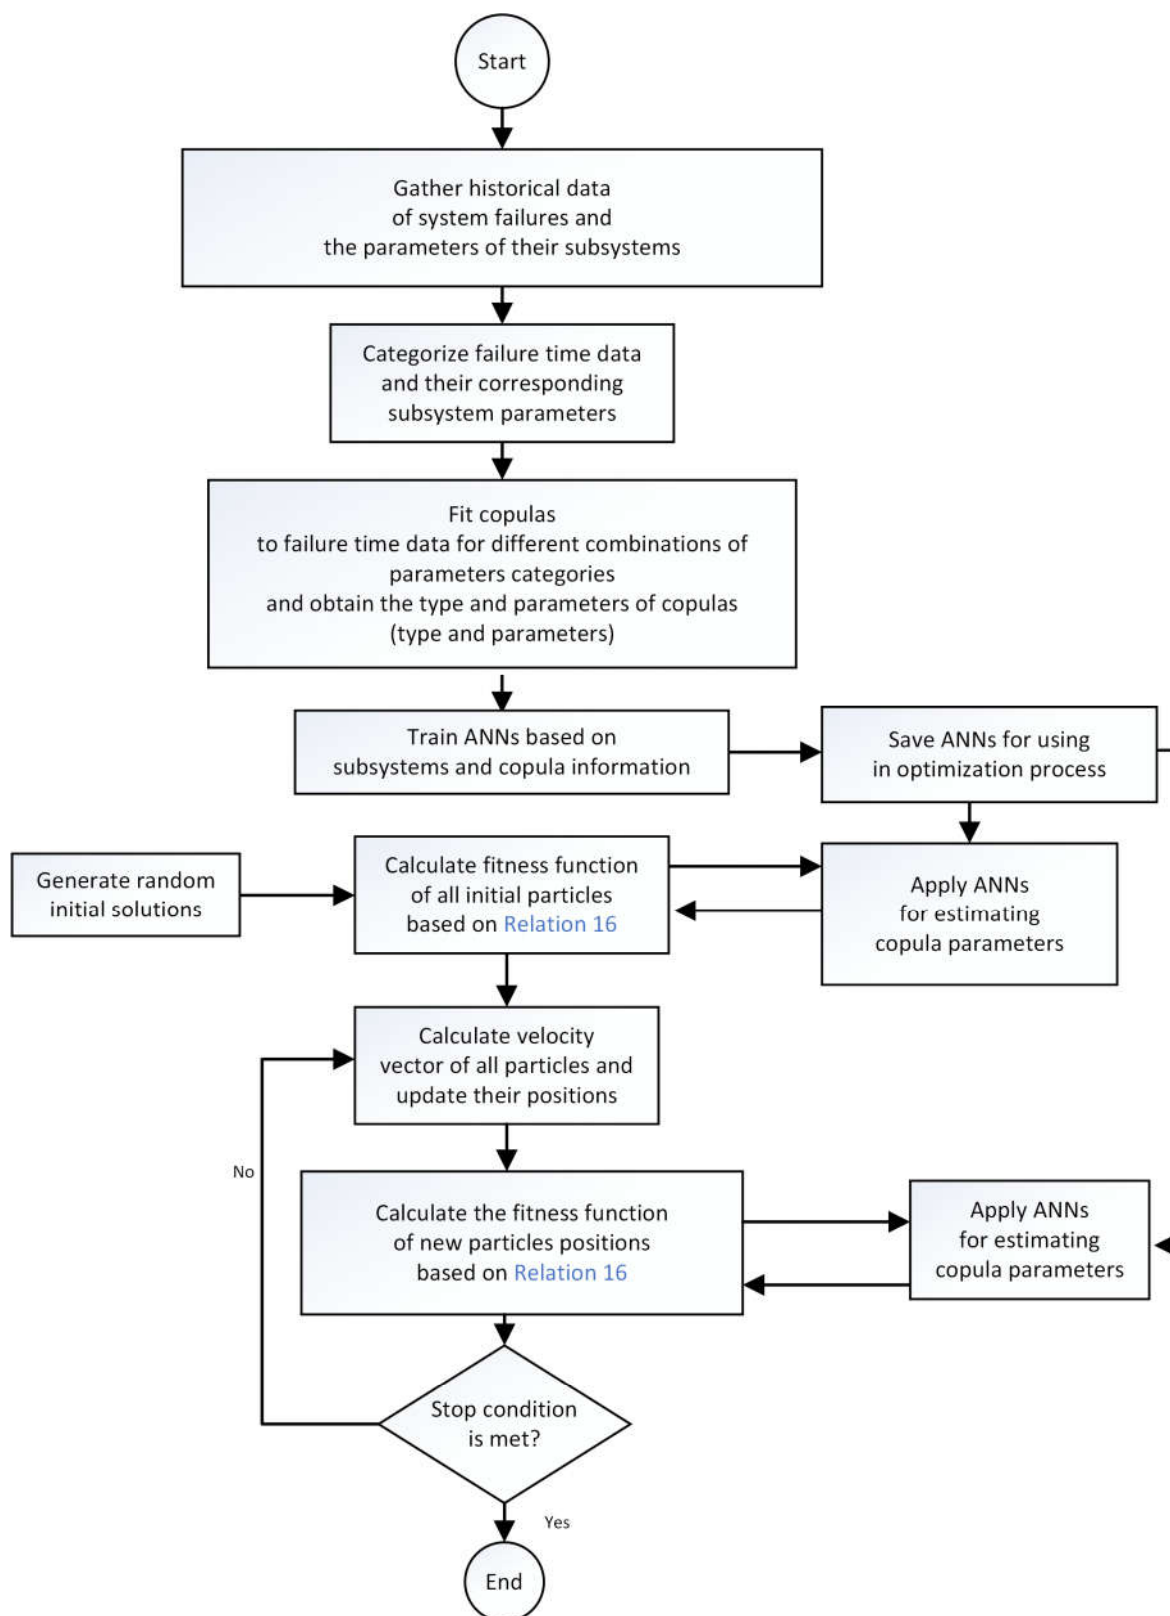 Start
Gather historical data
of system failures and
the parameters of their subsystems
Categorize failure time data
and their corresponding
subsystem parameters
Fit copulas
to failure time data for different combinations of
parameters categories
and obtain the type and parameters of copulas
(type and parameters)
Train ANNs based on
subsystems and copula information
Save ANNs for using
in optimization process
Generate random
initial solutions
Calculate fitness function
of all initial particles
based on Relation 16
Apply ANNs
for estimating
copula parameters
Calculate velocity
vector of all particles and
update their positions
No
Calculate the fitness function
of new particles positions
based on Relation 16
Apply ANNs
for estimating
copula parameters
Stop condition
is met?
Yes
End